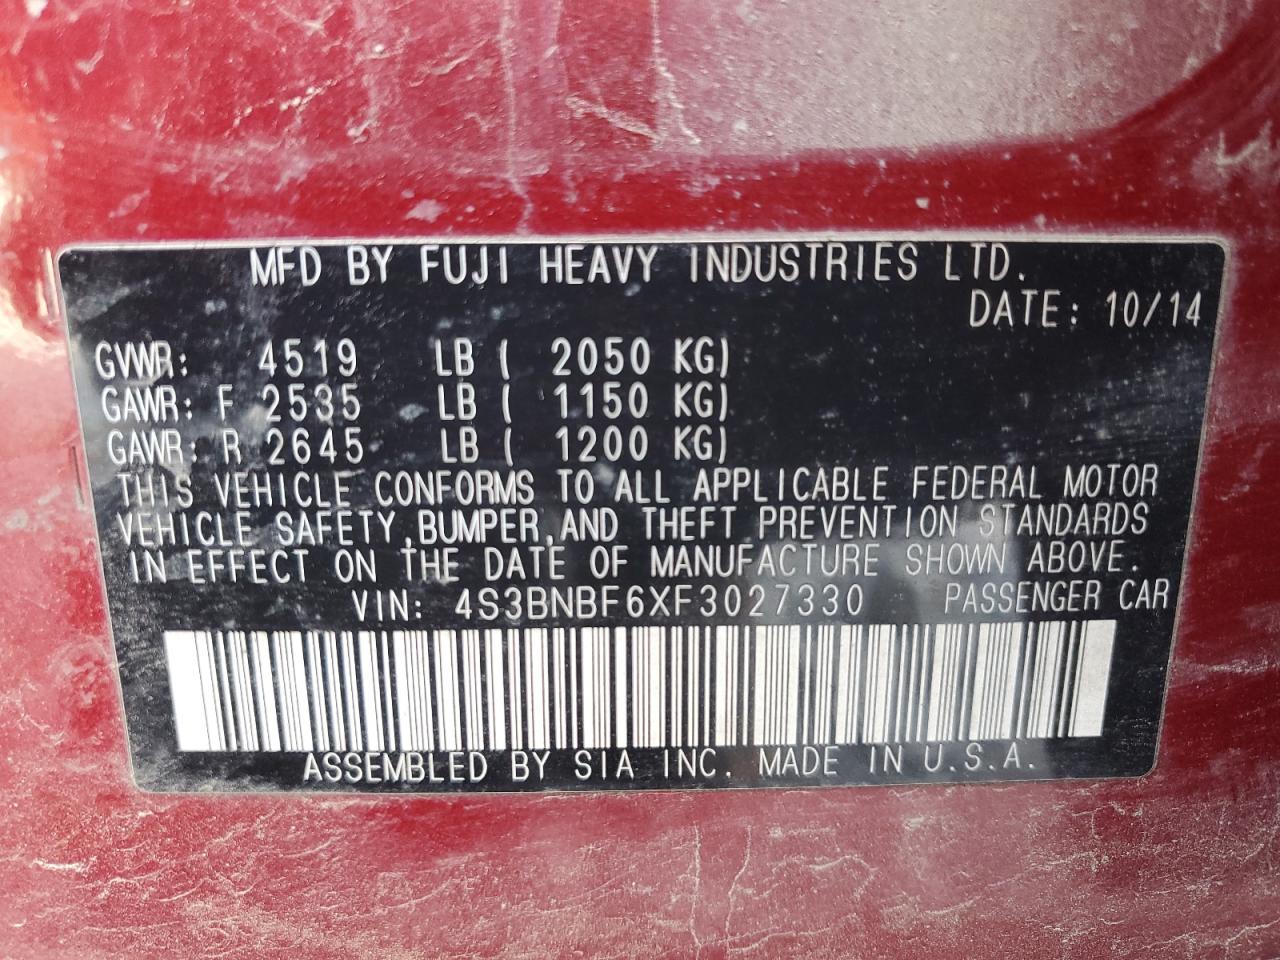 MFD BY FUJI HEAVY INDUSTRIES LTD.
DATE: 10/14
GVWR: 4519 LB ( 2050 KG)
GAWR: F 2535 LB ( 1150 KG)
GAWR: R 2645 LB ( 1200 KG)
THIS VEHICLE CONFORMS TO ALL APPLICABLE FEDERAL MOTOR
VEHICLE SAFETY,BUMPER,AND THEFT PREVENTION STANDARDS
IN EFFECT ON THE DATE OF MANUFACTURE SHOWN ABOVE.
VIN: 4S3BNBF6XF3027330 PASSENGER CAR
ASSEMBLED BY SIA INC. MADE IN U.S.A.